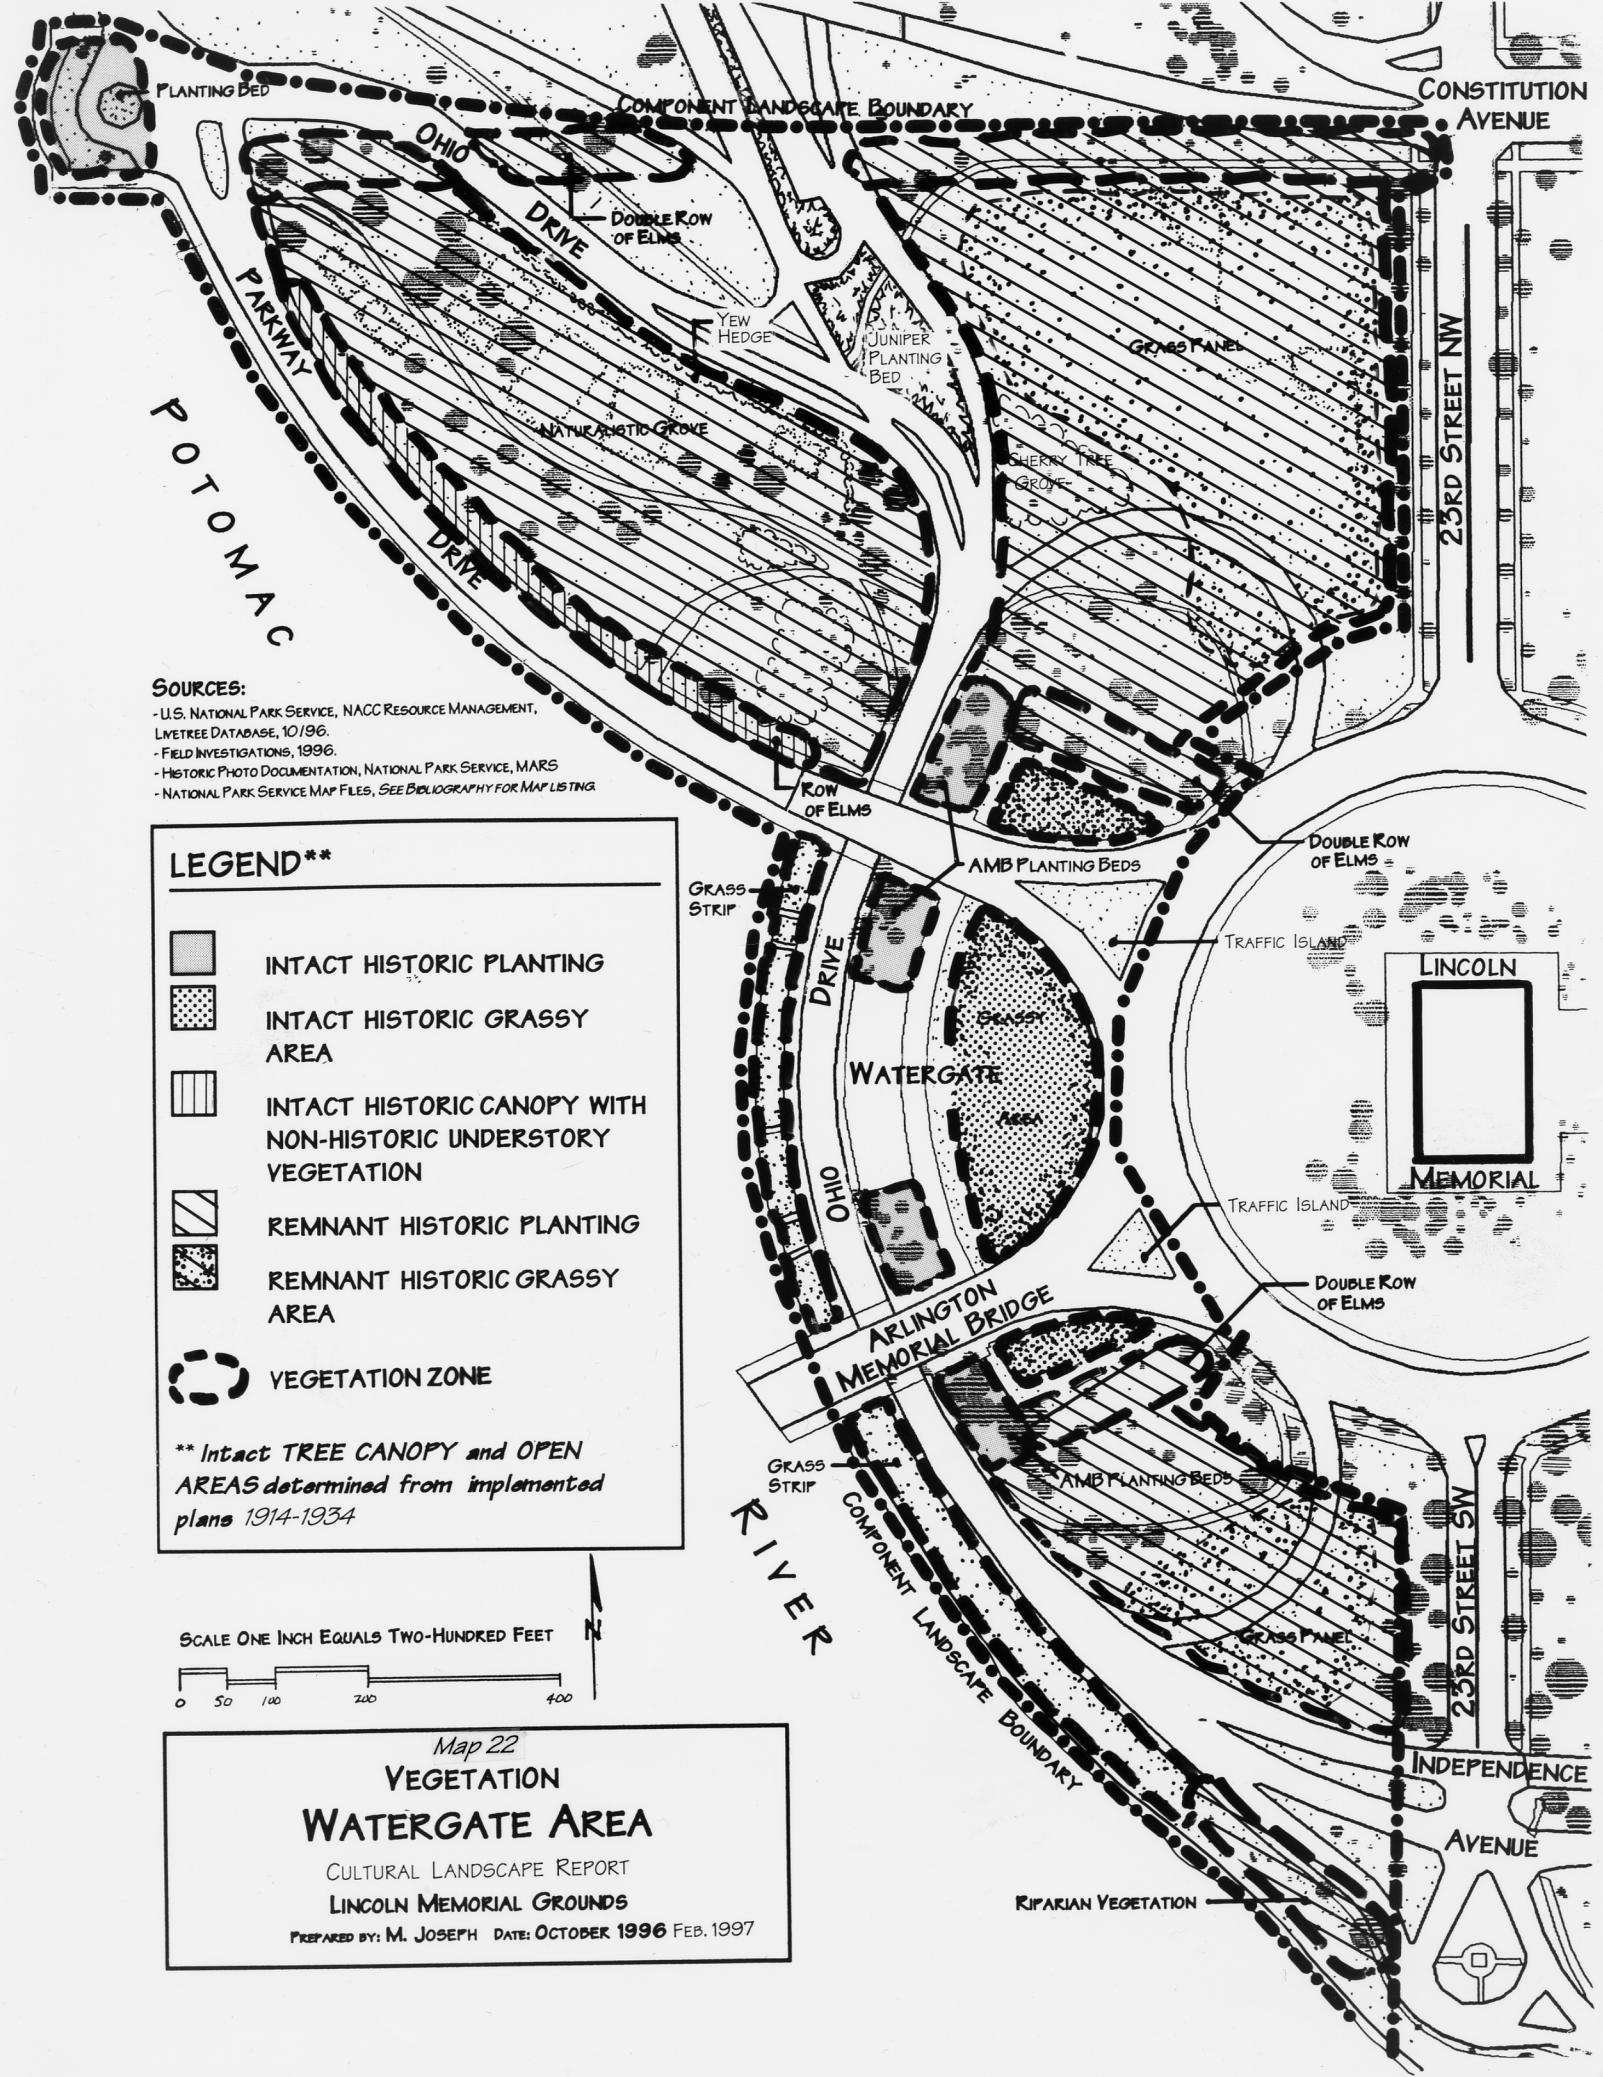 CONSTITUTION
AVENUE
PLANTING BED
COMPONENT LANDSCAPE BOUNDARY
OHIO
DRIVE
DOUBLE ROW
OF ELMS
PARKWAY
DRIVE
YEW
HEDGE
JUNIPER
PLANTING
BED
GRASS PANEL
23RD STREET NW
NATURALISTIC GROVE
CHERRY TREE
GROVE
POTOMAC
SOURCES:
- U.S. NATIONAL PARK SERVICE, NACC RESOURCE MANAGEMENT,
LIVETREE DATABASE, 10/96.
- FIELD INVESTIGATIONS, 1996.
- HISTORIC PHOTO DOCUMENTATION, NATIONAL PARK SERVICE, MARS
- NATIONAL PARK SERVICE MAP FILES, SEE BIBLIOGRAPHY FOR MAP LISTING.
ROW
OF ELMS
AMB PLANTING BEDS
DOUBLE ROW
OF ELMS
GRASS
STRIP
TRAFFIC ISLAND
DRIVE
LINCOLN
MEMORIAL
GRASSY
AREA
WATERGATE
OHIO
TRAFFIC ISLAND
DOUBLE ROW
OF ELMS
ARLINGTON
MEMORIAL BRIDGE
LEGEND**
INTACT HISTORIC PLANTING
INTACT HISTORIC GRASSY
AREA
INTACT HISTORIC CANOPY WITH
NON-HISTORIC UNDERSTORY
VEGETATION
REMNANT HISTORIC PLANTING
REMNANT HISTORIC GRASSY
AREA
VEGETATION ZONE
** Intact TREE CANOPY and OPEN
AREAS determined from implemented
plans 1914-1934
GRASS
STRIP
AMB PLANTING BEDS
RIVER
COMPONENT LANDSCAPE BOUNDARY
GRASS PANEL
23RD STREET SW
INDEPENDENCE
AVENUE
RIPARIAN VEGETATION
SCALE ONE INCH EQUALS TWO-HUNDRED FEET
N
0 50 100 200 400
Map 22
VEGETATION
WATERGATE AREA
CULTURAL LANDSCAPE REPORT
LINCOLN MEMORIAL GROUNDS
PREPARED BY: M. JOSEPH DATE: OCTOBER 1996 FEB. 1997